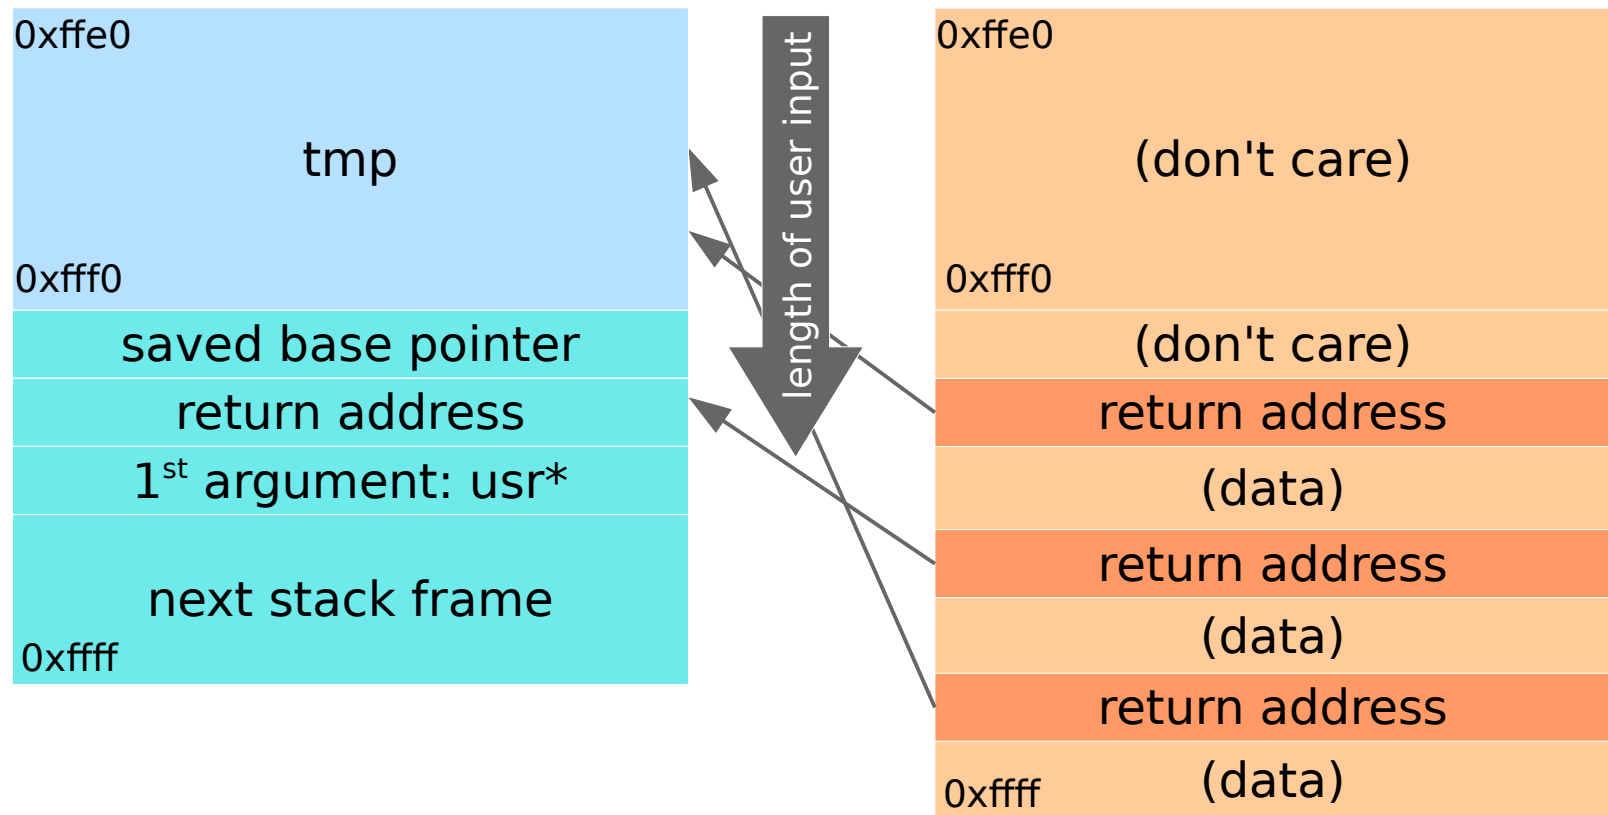 0xffe0
tmp
0xfff0
saved base pointer
return address
1st argument: usr*
next stack frame
0xffff
length of user input
0xffe0
(don't care)
0xfff0
(don't care)
return address
(data)
return address
(data)
return address
(data)
0xffff